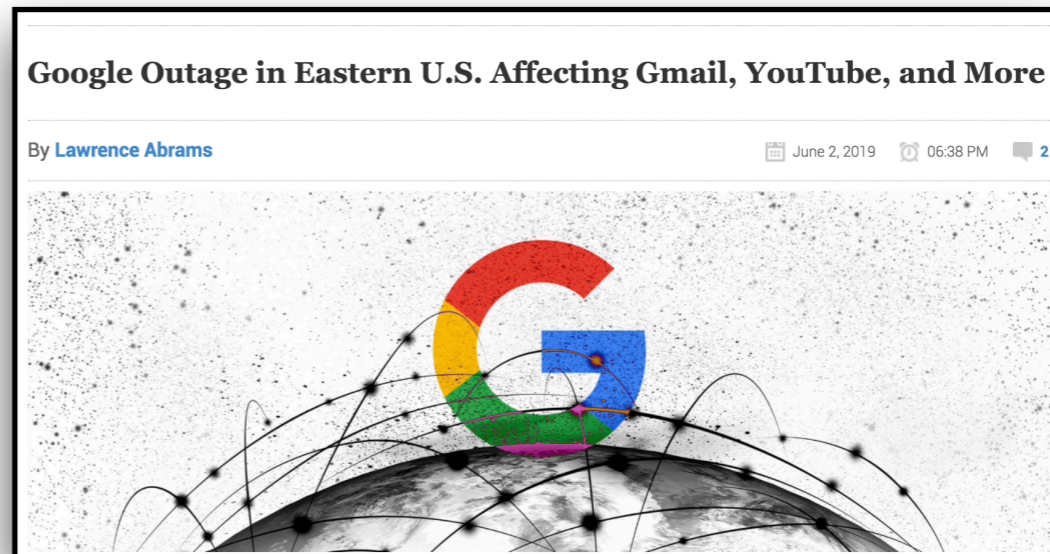 Google Outage in Eastern U.S. Affecting Gmail, YouTube, and More
By Lawrence Abrams June 2, 2019 06:38 PM 2